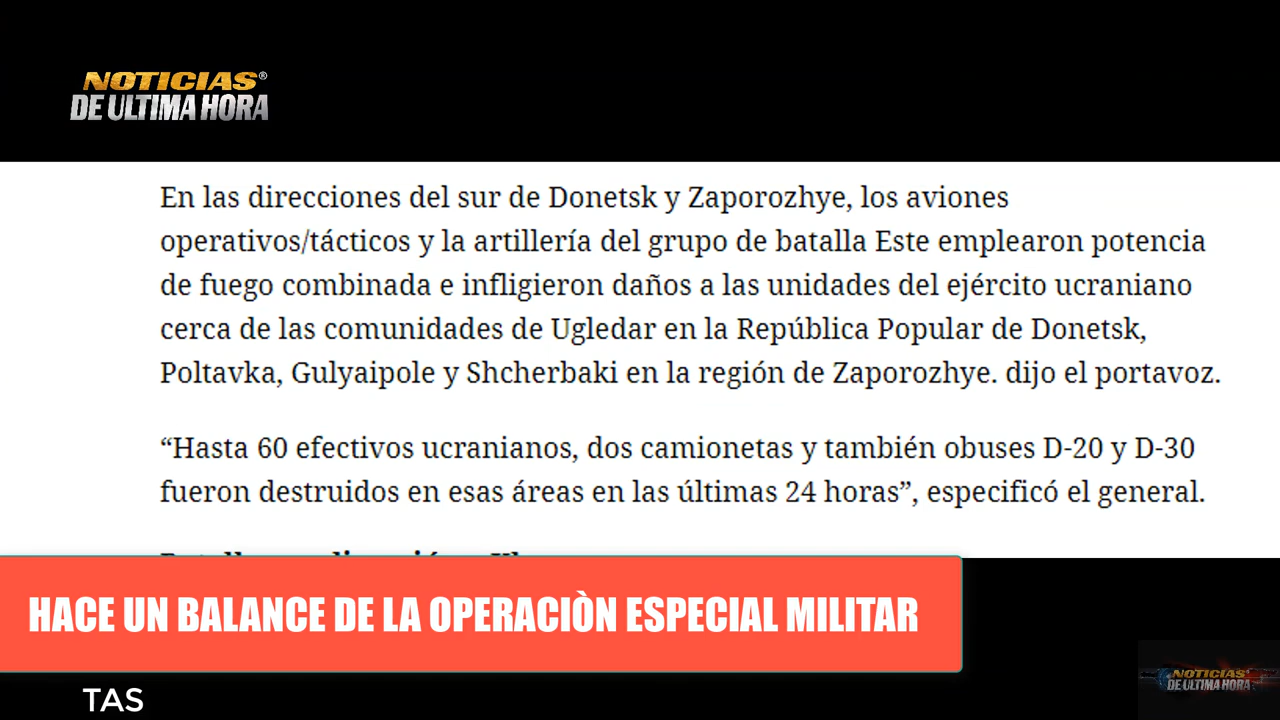 NOTICIAS®
DE ULTIMA HORA
En las direcciones del sur de Donetsk y Zaporozhye, los aviones
operativos/tácticos y la artillería del grupo de batalla Este emplearon potencia
de fuego combinada e infligieron daños a las unidades del ejército ucraniano
cerca de las comunidades de Ugledar en la República Popular de Donetsk,
Poltavka, Gulyaipole y Shcherbaki en la región de Zaporozhye. dijo el portavoz.
“Hasta 60 efectivos ucranianos, dos camionetas y también obuses D-20 y D-30
fueron destruidos en esas áreas en las últimas 24 horas”, especificó el general.
HACE UN BALANCE DE LA OPERACIÒN ESPECIAL MILITAR
TAS
NOTICIAS
DE ULTIMA HORA